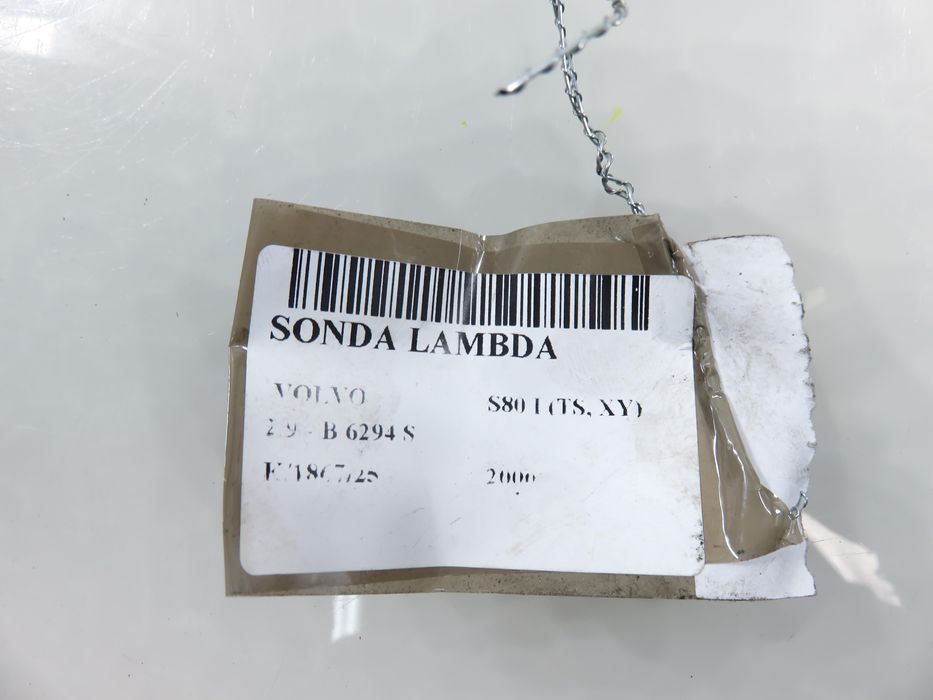 SONDA LAMBDA
VOLVO S80 I (TS, XY)
2.9 - B 6294 S
2000